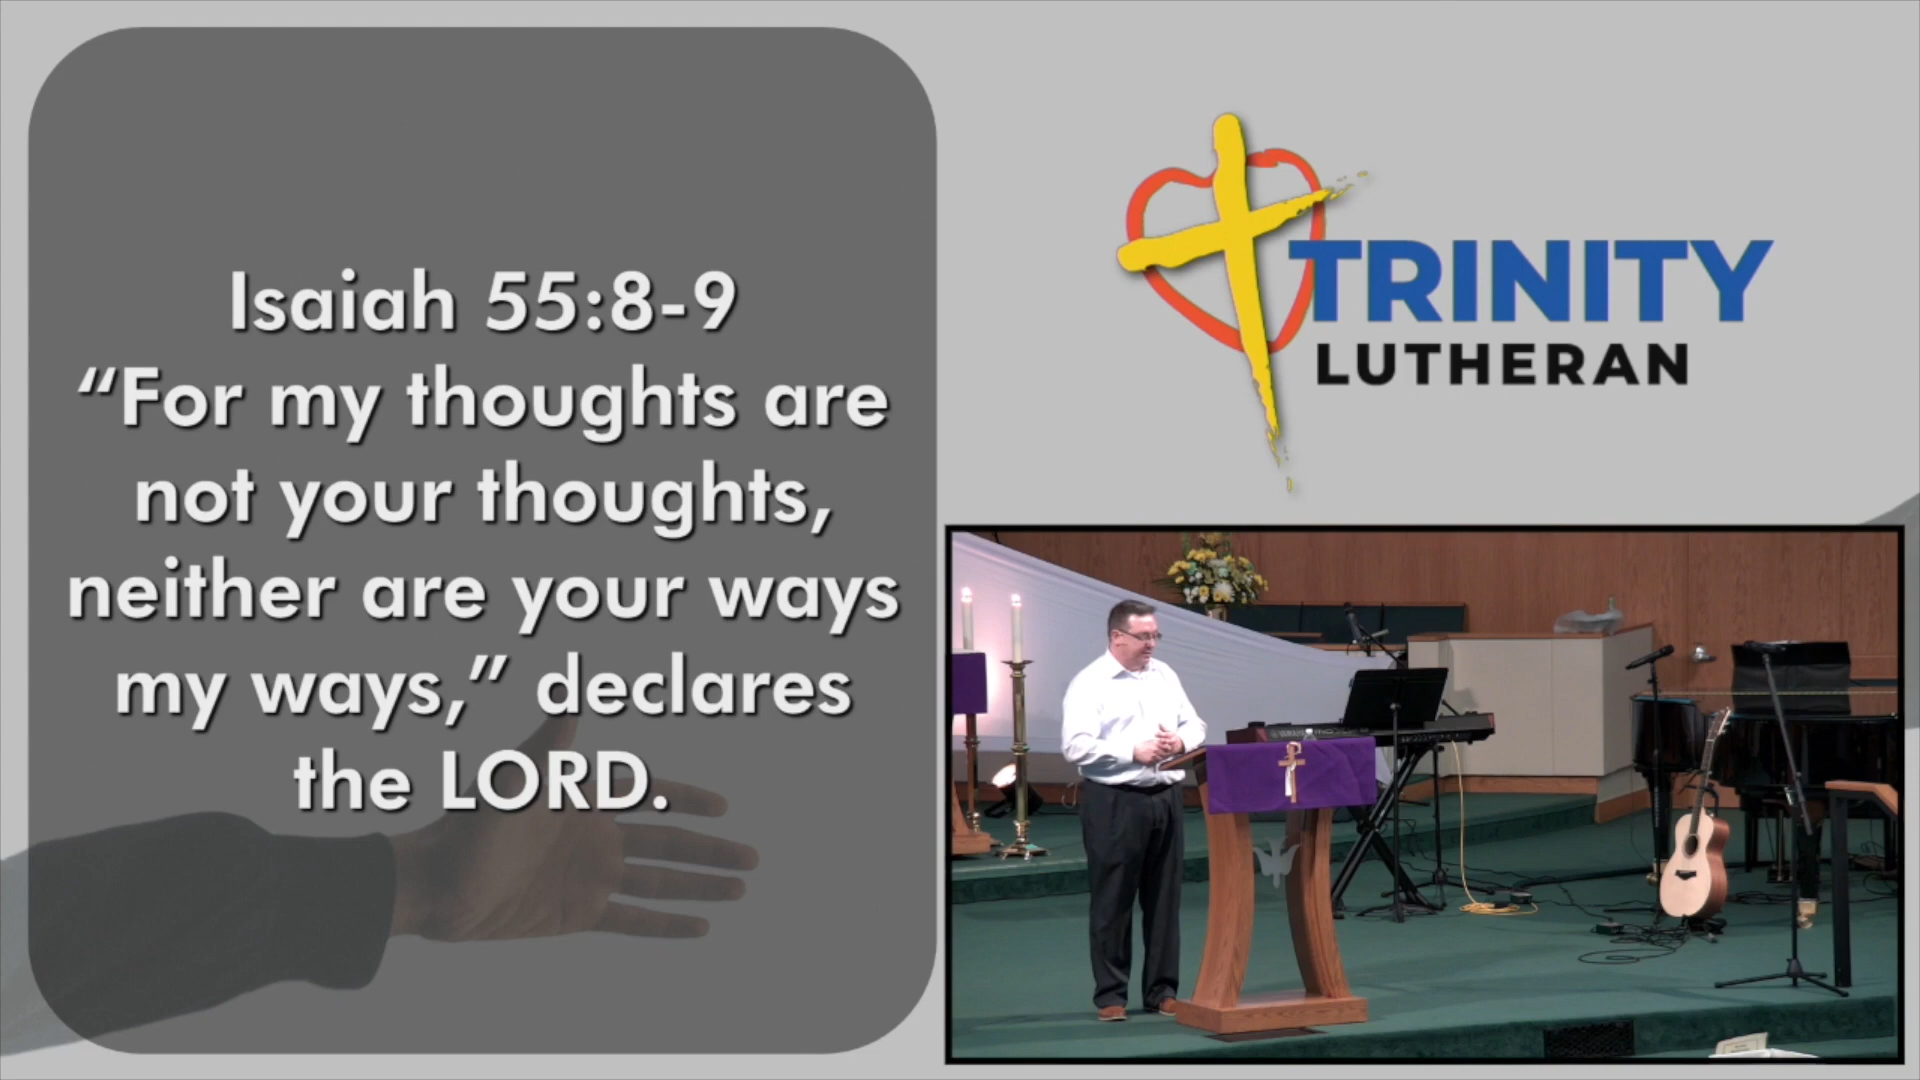 Isaiah 55:8-9
“For my thoughts are
not your thoughts,
neither are your ways
my ways,” declares
the LORD.
TRINITY
LUTHERAN